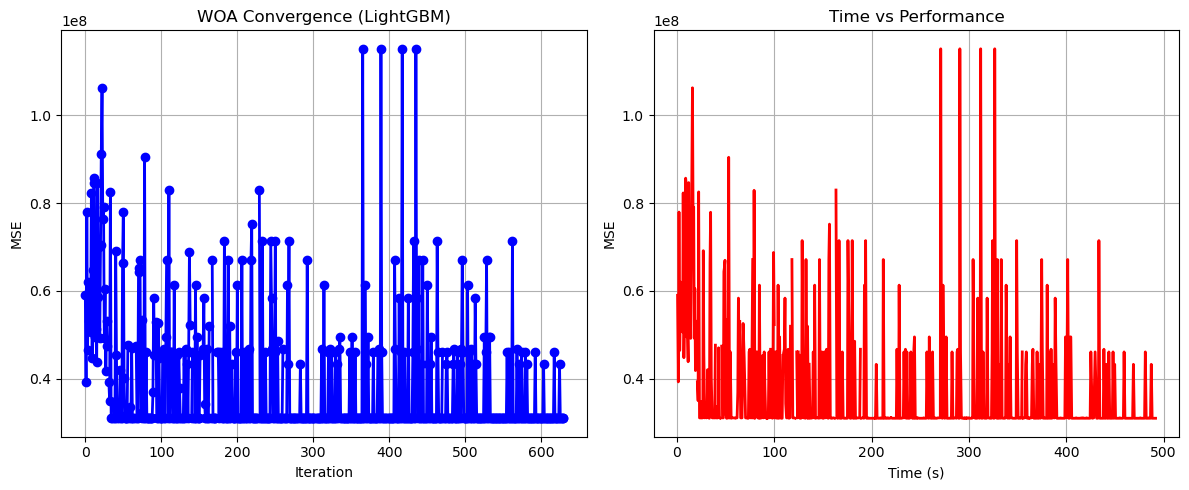 WOA Convergence (LightGBM)
1e8
MSE
1.0
0.8
0.6
0.4
0 100 200 300 400 500 600
Iteration
Time vs Performance
1e8
MSE
1.0
0.8
0.6
0.4
0 100 200 300 400 500
Time (s)